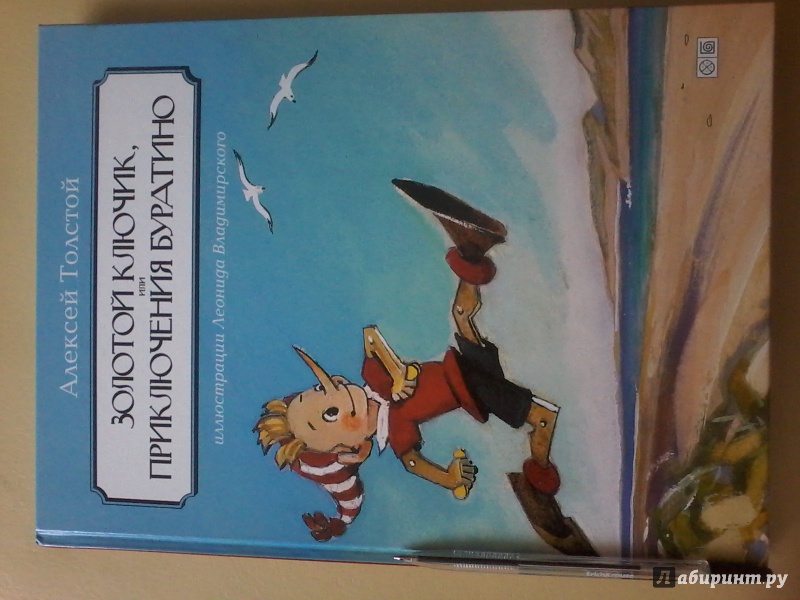 Алексей Толстой
ЗОЛОТОЙ КЛЮЧИК,
ИЛИ
ПРИКЛЮЧЕНИЯ БУРАТИНО
иллюстрации Леонида Владимирского
Лабиринт.ру